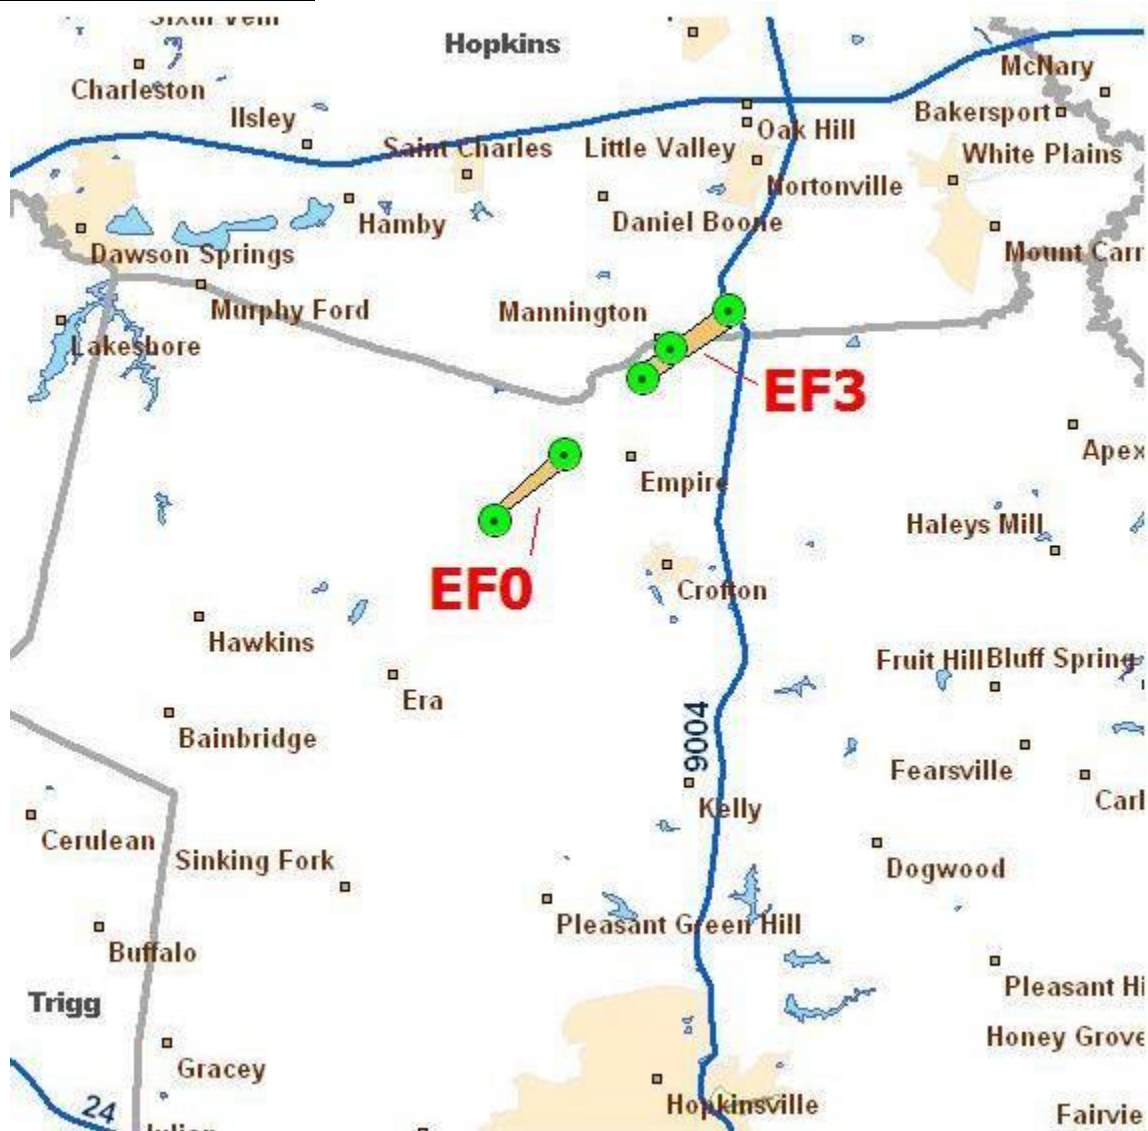 Hopkins
McNary
Charleston
Ilsley
Bakersport
Oak Hill
Saint Charles
Little Valley
White Plains
Nortonville
Hamby
Daniel Boone
Dawson Springs
Mount Carr
Murphy Ford
Mannington
Lakeshore
EF3
Apex
Empire
Haleys Mill
EF0
Crofton
Hawkins
Fruit Hill
Bluff Spring
Era
9004
Bainbridge
Fearsville
Carl
Kelly
Cerulean
Sinking Fork
Dogwood
Pleasant Green Hill
Buffalo
Pleasant Hi
Trigg
Honey Grove
Gracey
24
Hopkinsville
Fairvie